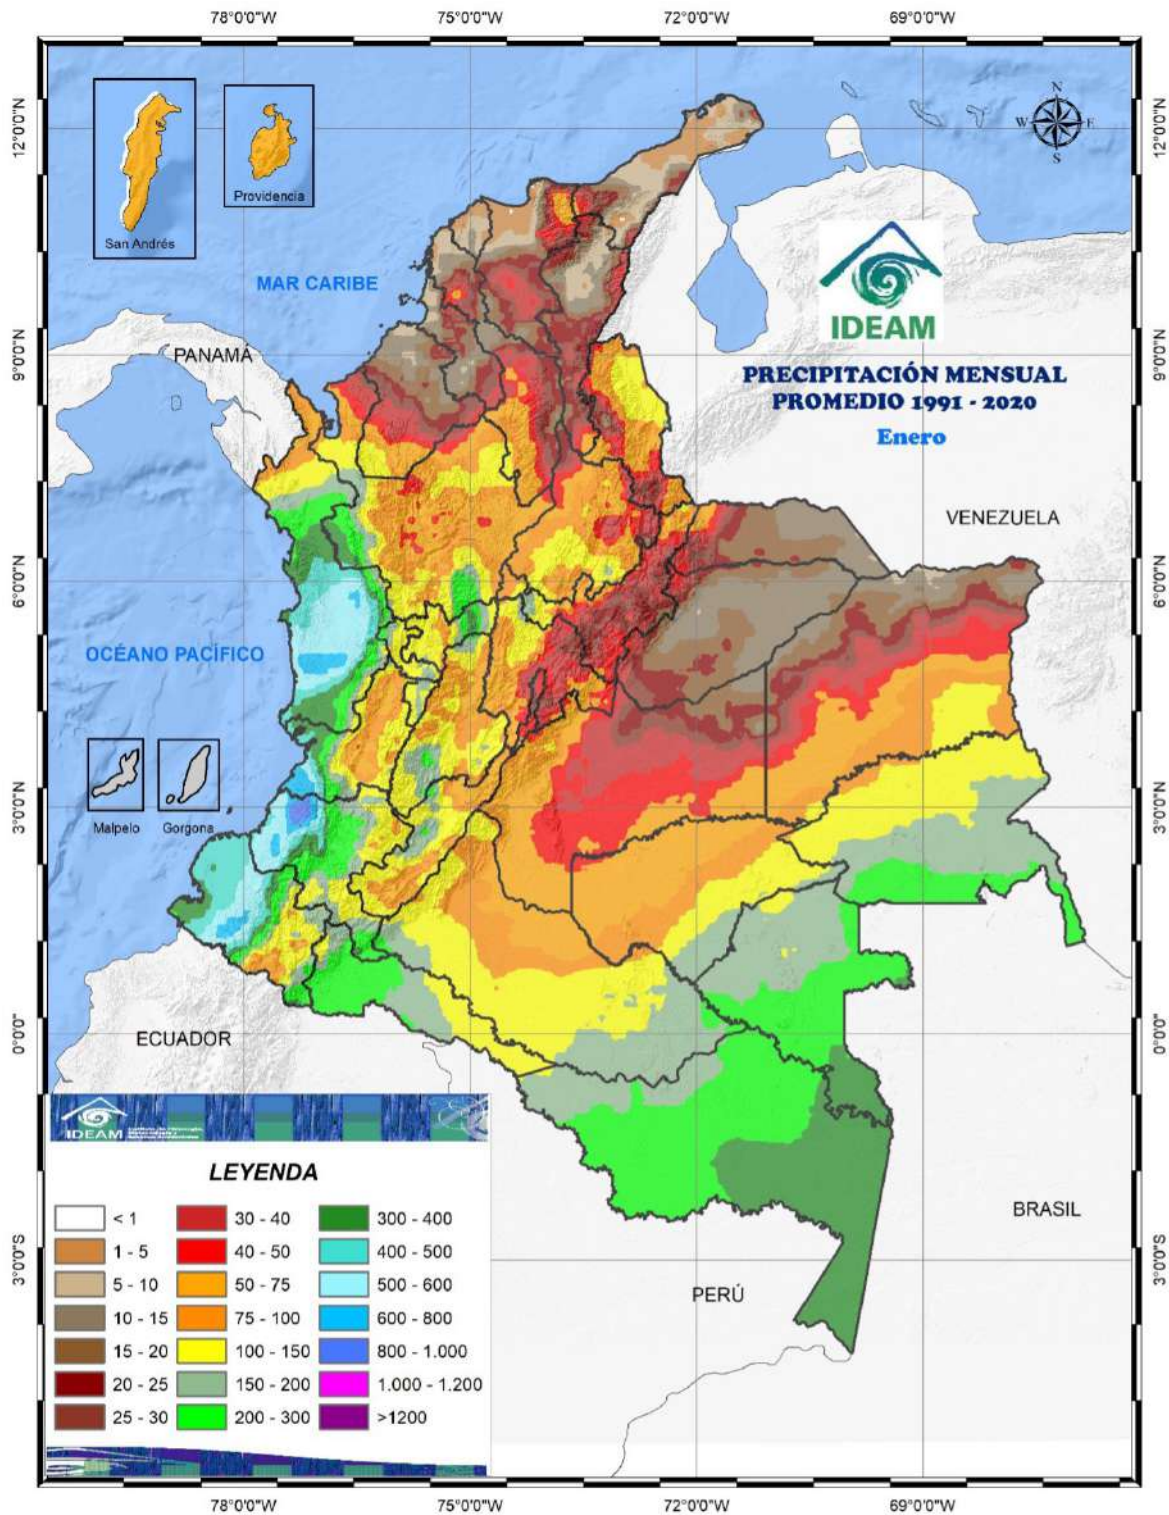 78°0'0"W 75°0'0"W 72°0'0"W 69°0'0"W
12°0'0"N
12°0'0"N
N
W E
S
San Andrés
Providencia
MAR CARIBE
IDEAM
PANAMÁ
9°0'0"N
9°0'0"N
PRECIPITACIÓN MENSUAL
PROMEDIO 1991 - 2020
Enero
VENEZUELA
6°0'0"N
6°0'0"N
OCÉANO PACÍFICO
3°0'0"N
3°0'0"N
Malpelo
Gorgona
ECUADOR
0°0'0"
0°0'0"
IDEAM
LEYENDA
< 1
1 - 5
5 - 10
10 - 15
15 - 20
20 - 25
25 - 30
30 - 40
40 - 50
50 - 75
75 - 100
100 - 150
150 - 200
200 - 300
300 - 400
400 - 500
500 - 600
600 - 800
800 - 1.000
1.000 - 1.200
>1200
BRASIL
PERÚ
3°0'0"S
3°0'0"S
78°0'0"W 75°0'0"W 72°0'0"W 69°0'0"W